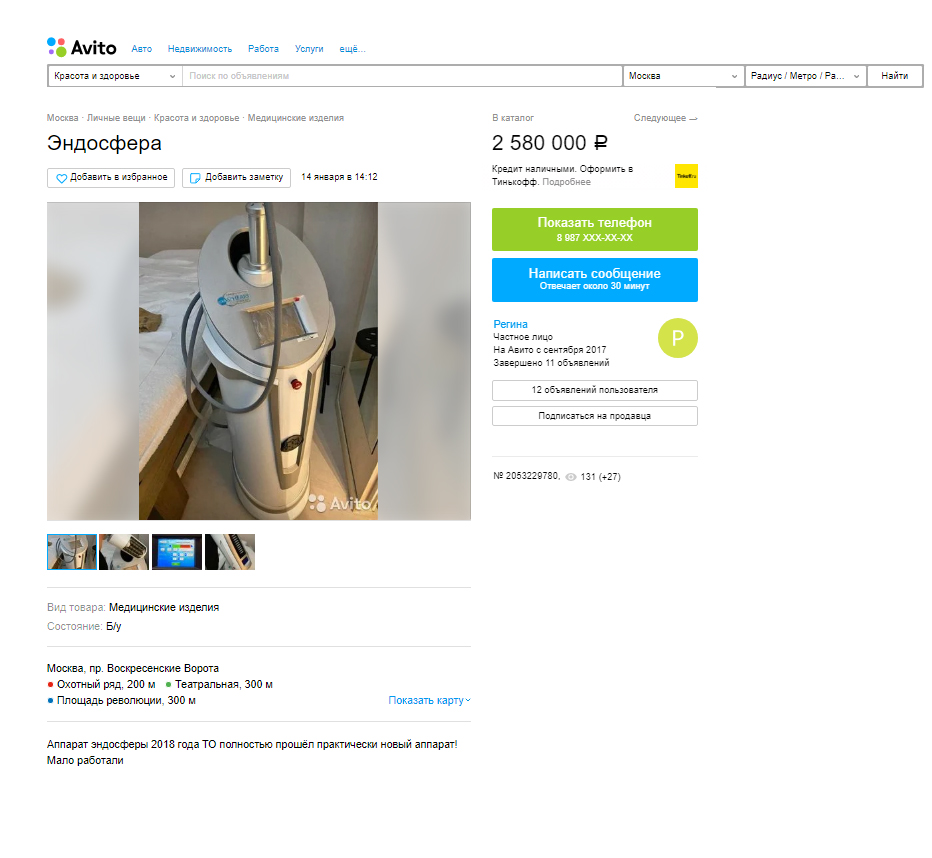 Avito Авто Недвижимость Работа Услуги ещё...
Красота и здоровье Поиск по объявлениям Москва Радиус / Метро / Ра... Найти
Москва · Личные вещи · Красота и здоровье · Медицинские изделия
Эндосфера
Добавить в избранное Добавить заметку 14 января в 14:12
Avito
Вид товара: Медицинские изделия
Состояние: Б/у
Москва, пр. Воскресенские Ворота
Охотный ряд, 200 м Театральная, 300 м
Площадь революции, 300 м Показать карту
Аппарат эндосферы 2018 года ТО полностью прошёл практически новый аппарат!
Мало работали
В каталог Следующее →
2 580 000 ₽
Кредит наличными. Оформить в
Тинькофф. Подробнее
Показать телефон
8 987 XXX-XX-XX
Написать сообщение
Отвечает около 30 минут
Регина
Частное лицо
На Авито с сентября 2017
Завершено 11 объявлений
Р
12 объявлений пользователя
Подписаться на продавца
№ 2053229780, 131 (+27)